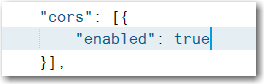 "cors": [{
"enabled": true
}],